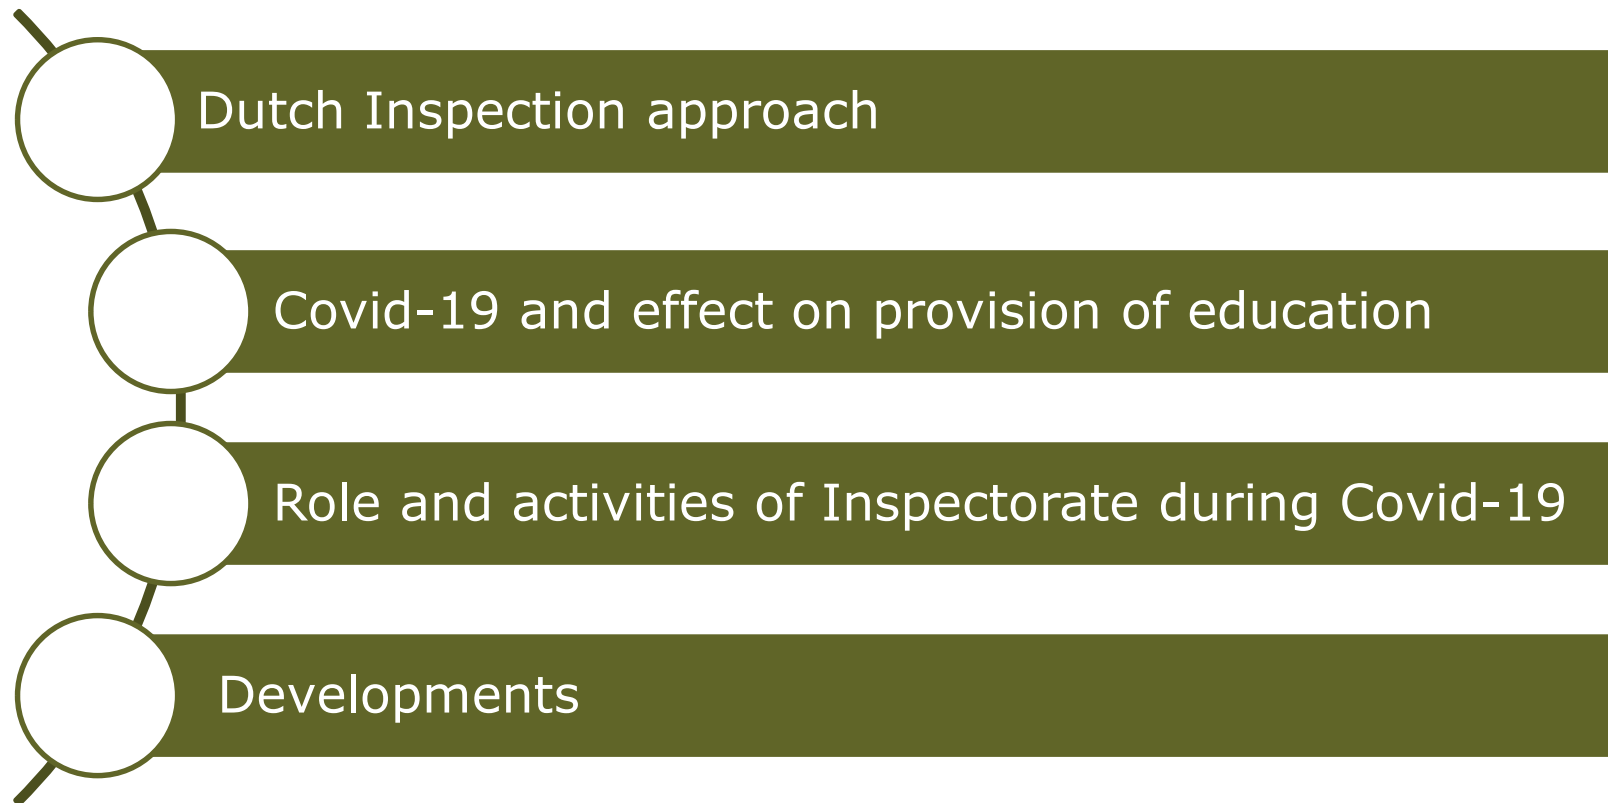 Dutch Inspection approach
Covid-19 and effect on provision of education
Role and activities of Inspectorate during Covid-19
Developments